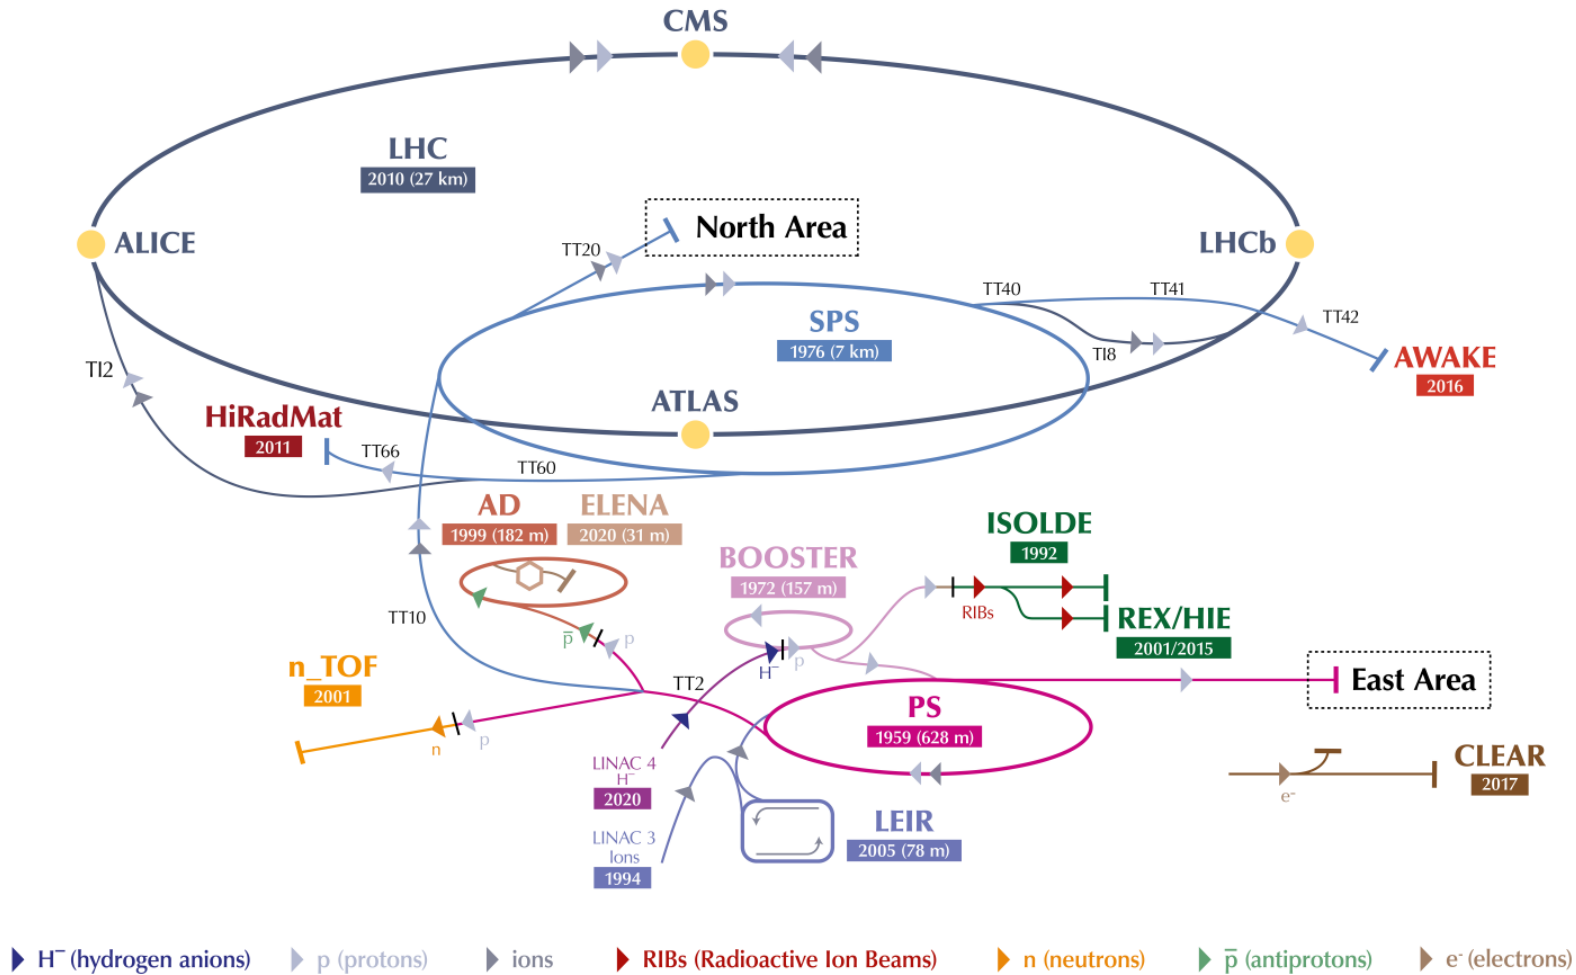 CMS
LHC
2010 (27 km)
North Area
TT20
ALICE
LHCb
TT40
TT41
TT42
SPS
1976 (7 km)
TI8
TI2
AWAKE
2016
ATLAS
HiRadMat
2011
TT66
TT60
AD
1999 (182 m)
ELENA
2020 (31 m)
ISOLDE
1992
BOOSTER
1972 (157 m)
RIBs
REX/HIE
2001/2015
TT10
p̅
p
H⁻
p
n_TOF
2001
TT2
East Area
PS
1959 (628 m)
n
p
LINAC 4
H⁻
2020
CLEAR
2017
e⁻
LEIR
2005 (78 m)
LINAC 3
Ions
1994
H⁻ (hydrogen anions)
p (protons)
ions
RIBs (Radioactive Ion Beams)
n (neutrons)
p̅ (antiprotons)
e⁻ (electrons)